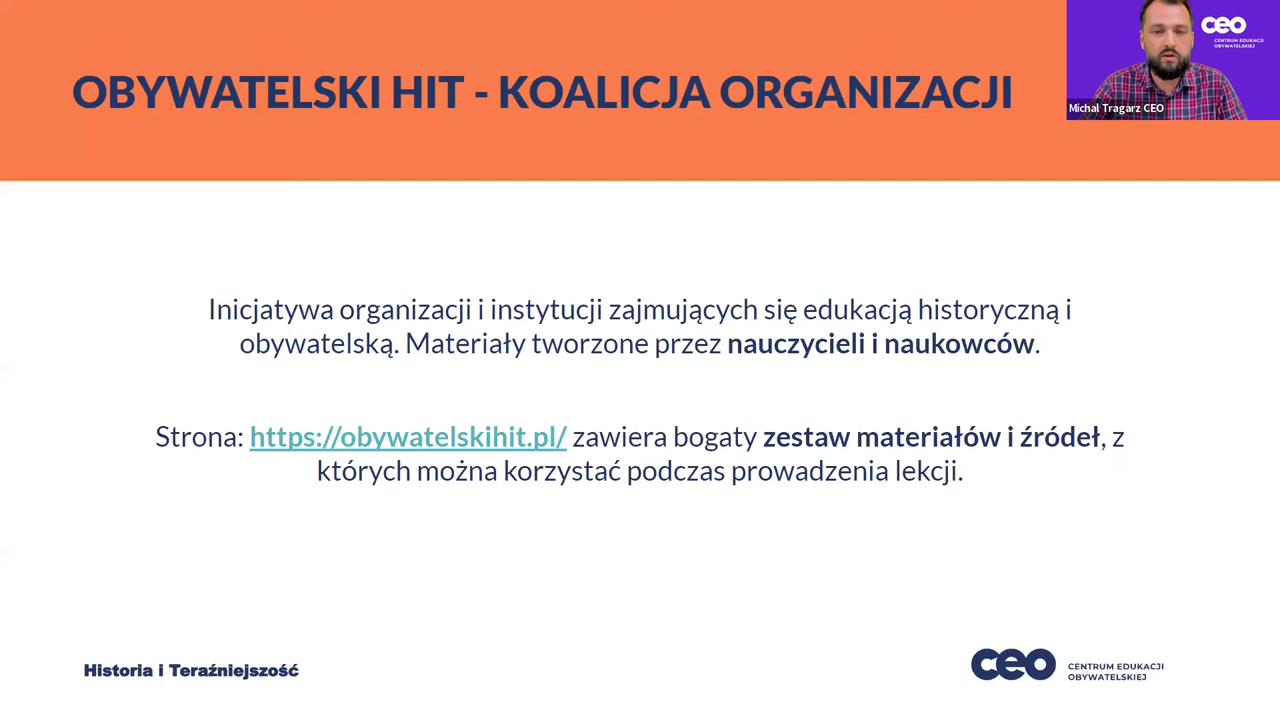 OBYWATELSKI HIT - KOALICJA ORGANIZACJI
ceo
CENTRUM EDUKACJI
OBYWATELSKIEJ
Michal Tragarz CEO
Inicjatywa organizacji i instytucji zajmujących się edukacją historyczną i
obywatelską. Materiały tworzone przez nauczycieli i naukowców.
Strona: https://obywatelskihit.pl/ zawiera bogaty zestaw materiałów i źródeł, z
których można korzystać podczas prowadzenia lekcji.
Historia i Teraźniejszość
ceo
CENTRUM EDUKACJI
OBYWATELSKIEJ